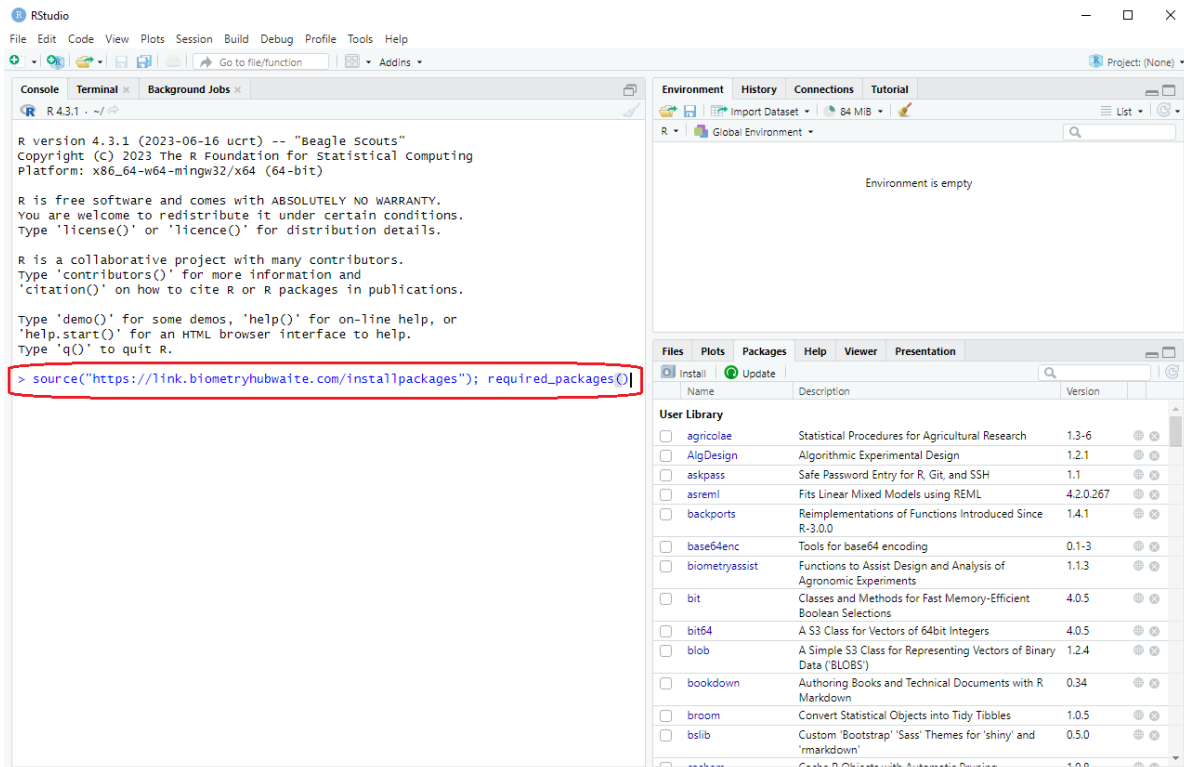 RStudio
File Edit Code View Plots Session Build Debug Profile Tools Help
Go to file/function Addins Project: (None)
Console Terminal Background Jobs
R 4.3.1 · ~/
R version 4.3.1 (2023-06-16 ucrt) -- "Beagle Scouts"
Copyright (C) 2023 The R Foundation for Statistical Computing
Platform: x86_64-w64-mingw32/x64 (64-bit)
R is free software and comes with ABSOLUTELY NO WARRANTY.
You are welcome to redistribute it under certain conditions.
Type 'license()' or 'licence()' for distribution details.
R is a collaborative project with many contributors.
Type 'contributors()' for more information and
'citation()' on how to cite R or R packages in publications.
Type 'demo()' for some demos, 'help()' for on-line help, or
'help.start()' for an HTML browser interface to help.
Type 'q()' to quit R.
> source("https://link.biometryhubwaite.com/installpackages"); required_packages()
Environment History Connections Tutorial
Import Dataset 84 MiB List
R Global Environment
Environment is empty
Files Plots Packages Help Viewer Presentation
Install Update
Name Description Version
User Library
agricolae Statistical Procedures for Agricultural Research 1.3-6
AlgDesign Algorithmic Experimental Design 1.2.1
askpass Safe Password Entry for R, Git, and SSH 1.1
asreml Fits Linear Mixed Models using REML 4.2.0.267
backports Reimplementations of Functions Introduced Since 1.4.1
R-3.0.0
base64enc Tools for base64 encoding 0.1-3
biometryassist Functions to Assist Design and Analysis of 1.1.3
Agronomic Experiments
bit Classes and Methods for Fast Memory-Efficient 4.0.5
Boolean Selections
bit64 A S3 Class for Vectors of 64bit Integers 4.0.5
blob A Simple S3 Class for Representing Vectors of Binary 1.2.4
Data ('BLOBS')
bookdown Authoring Books and Technical Documents with R 0.34
Markdown
broom Convert Statistical Objects into Tidy Tibbles 1.0.5
bslib Custom 'Bootstrap' 'Sass' Themes for 'shiny' and 0.5.0
'rmarkdown'
cachem Cache R Objects with Automatic Pruning 1.0.8